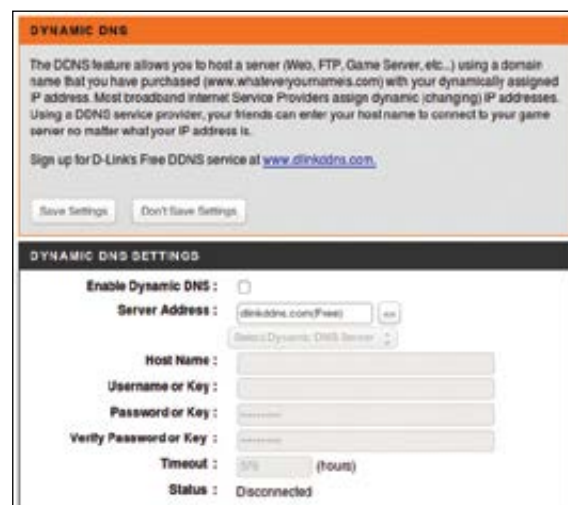 DYNAMIC DNS
The DDNS feature allows you to host a server (Web, FTP, Game Server, etc...) using a domain
name that you have purchased (www.whateveryournameis.com) with your dynamically assigned
IP address. Most broadband Internet Service Providers assign dynamic (changing) IP addresses.
Using a DDNS service provider, your friends can enter your host name to connect to your game
server no matter what your IP address is.
Sign up for D-Link's Free DDNS service at www.dlinkddns.com.
Save Settings Don't Save Settings
DYNAMIC DNS SETTINGS
Enable Dynamic DNS :
Server Address : dlinkddns.com(Free) <<
Select Dynamic DNS Server
Host Name :
Username or Key :
Password or Key : ••••••••
Verify Password or Key : ••••••••
Timeout : 576 (hours)
Status : Disconnected